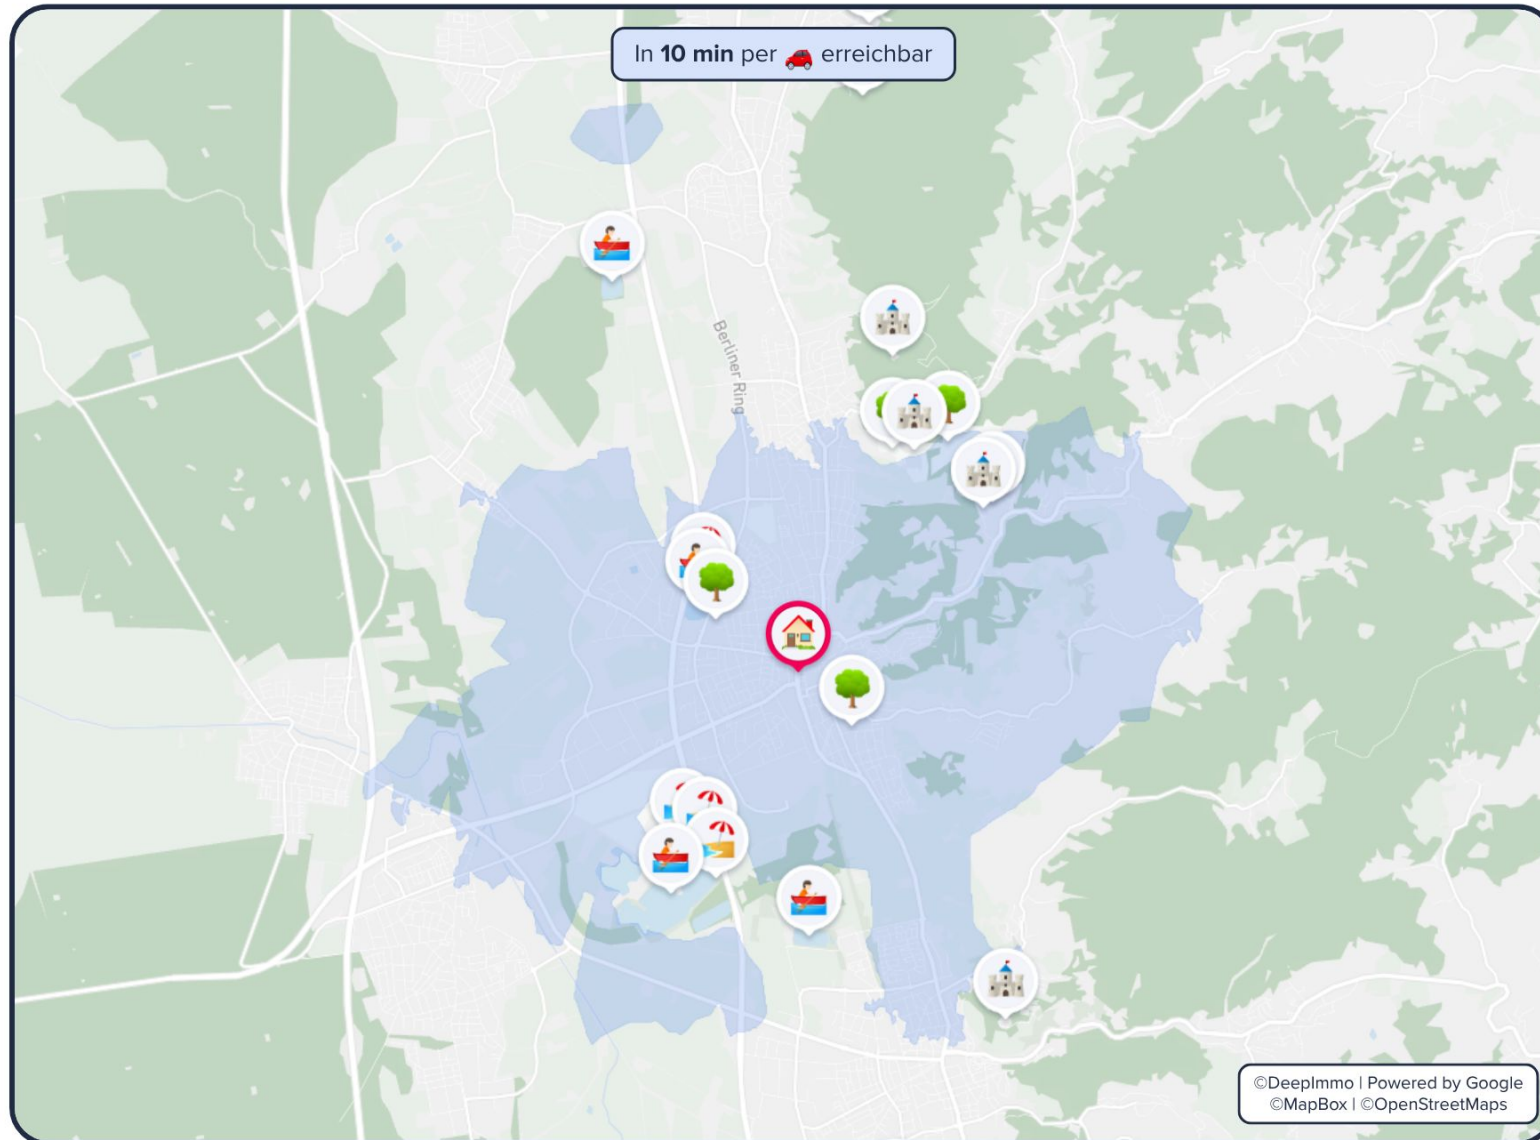 In 10 min per 🚗 erreichbar
Berliner Ring
©DeepImmo | Powered by Google
©MapBox | ©OpenStreetMaps